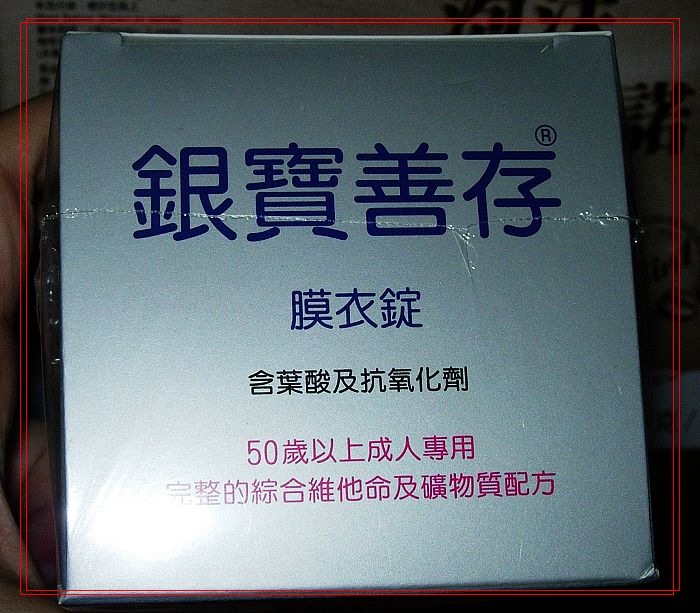 銀寶善存®
膜衣錠
含葉酸及抗氧化劑
50歲以上成人專用
完整的綜合維他命及礦物質配方